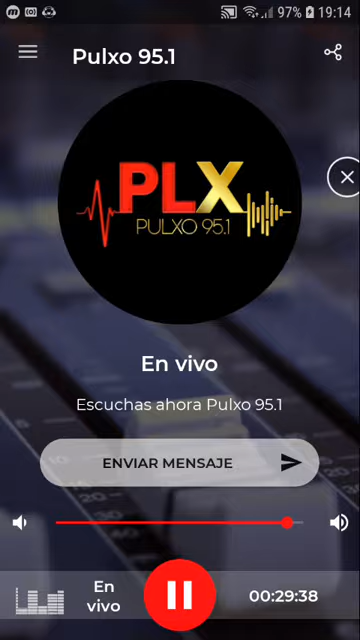 97% 19:14
Pulxo 95.1
PLX
PULXO 95.1
En vivo
Escuchas ahora Pulxo 95.1
ENVIAR MENSAJE
En
vivo
00:29:38